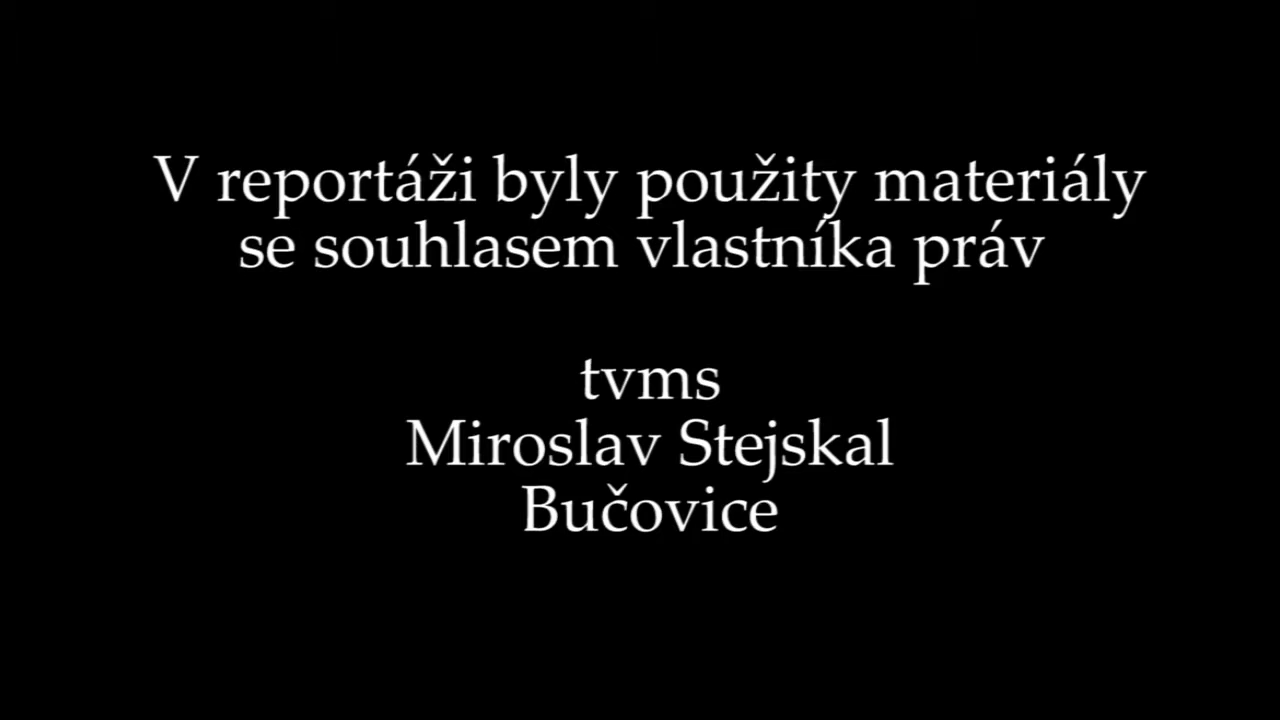 V reportáži byly použity materiály
se souhlasem vlastníka práv
tvms
Miroslav Stejskal
Bučovice